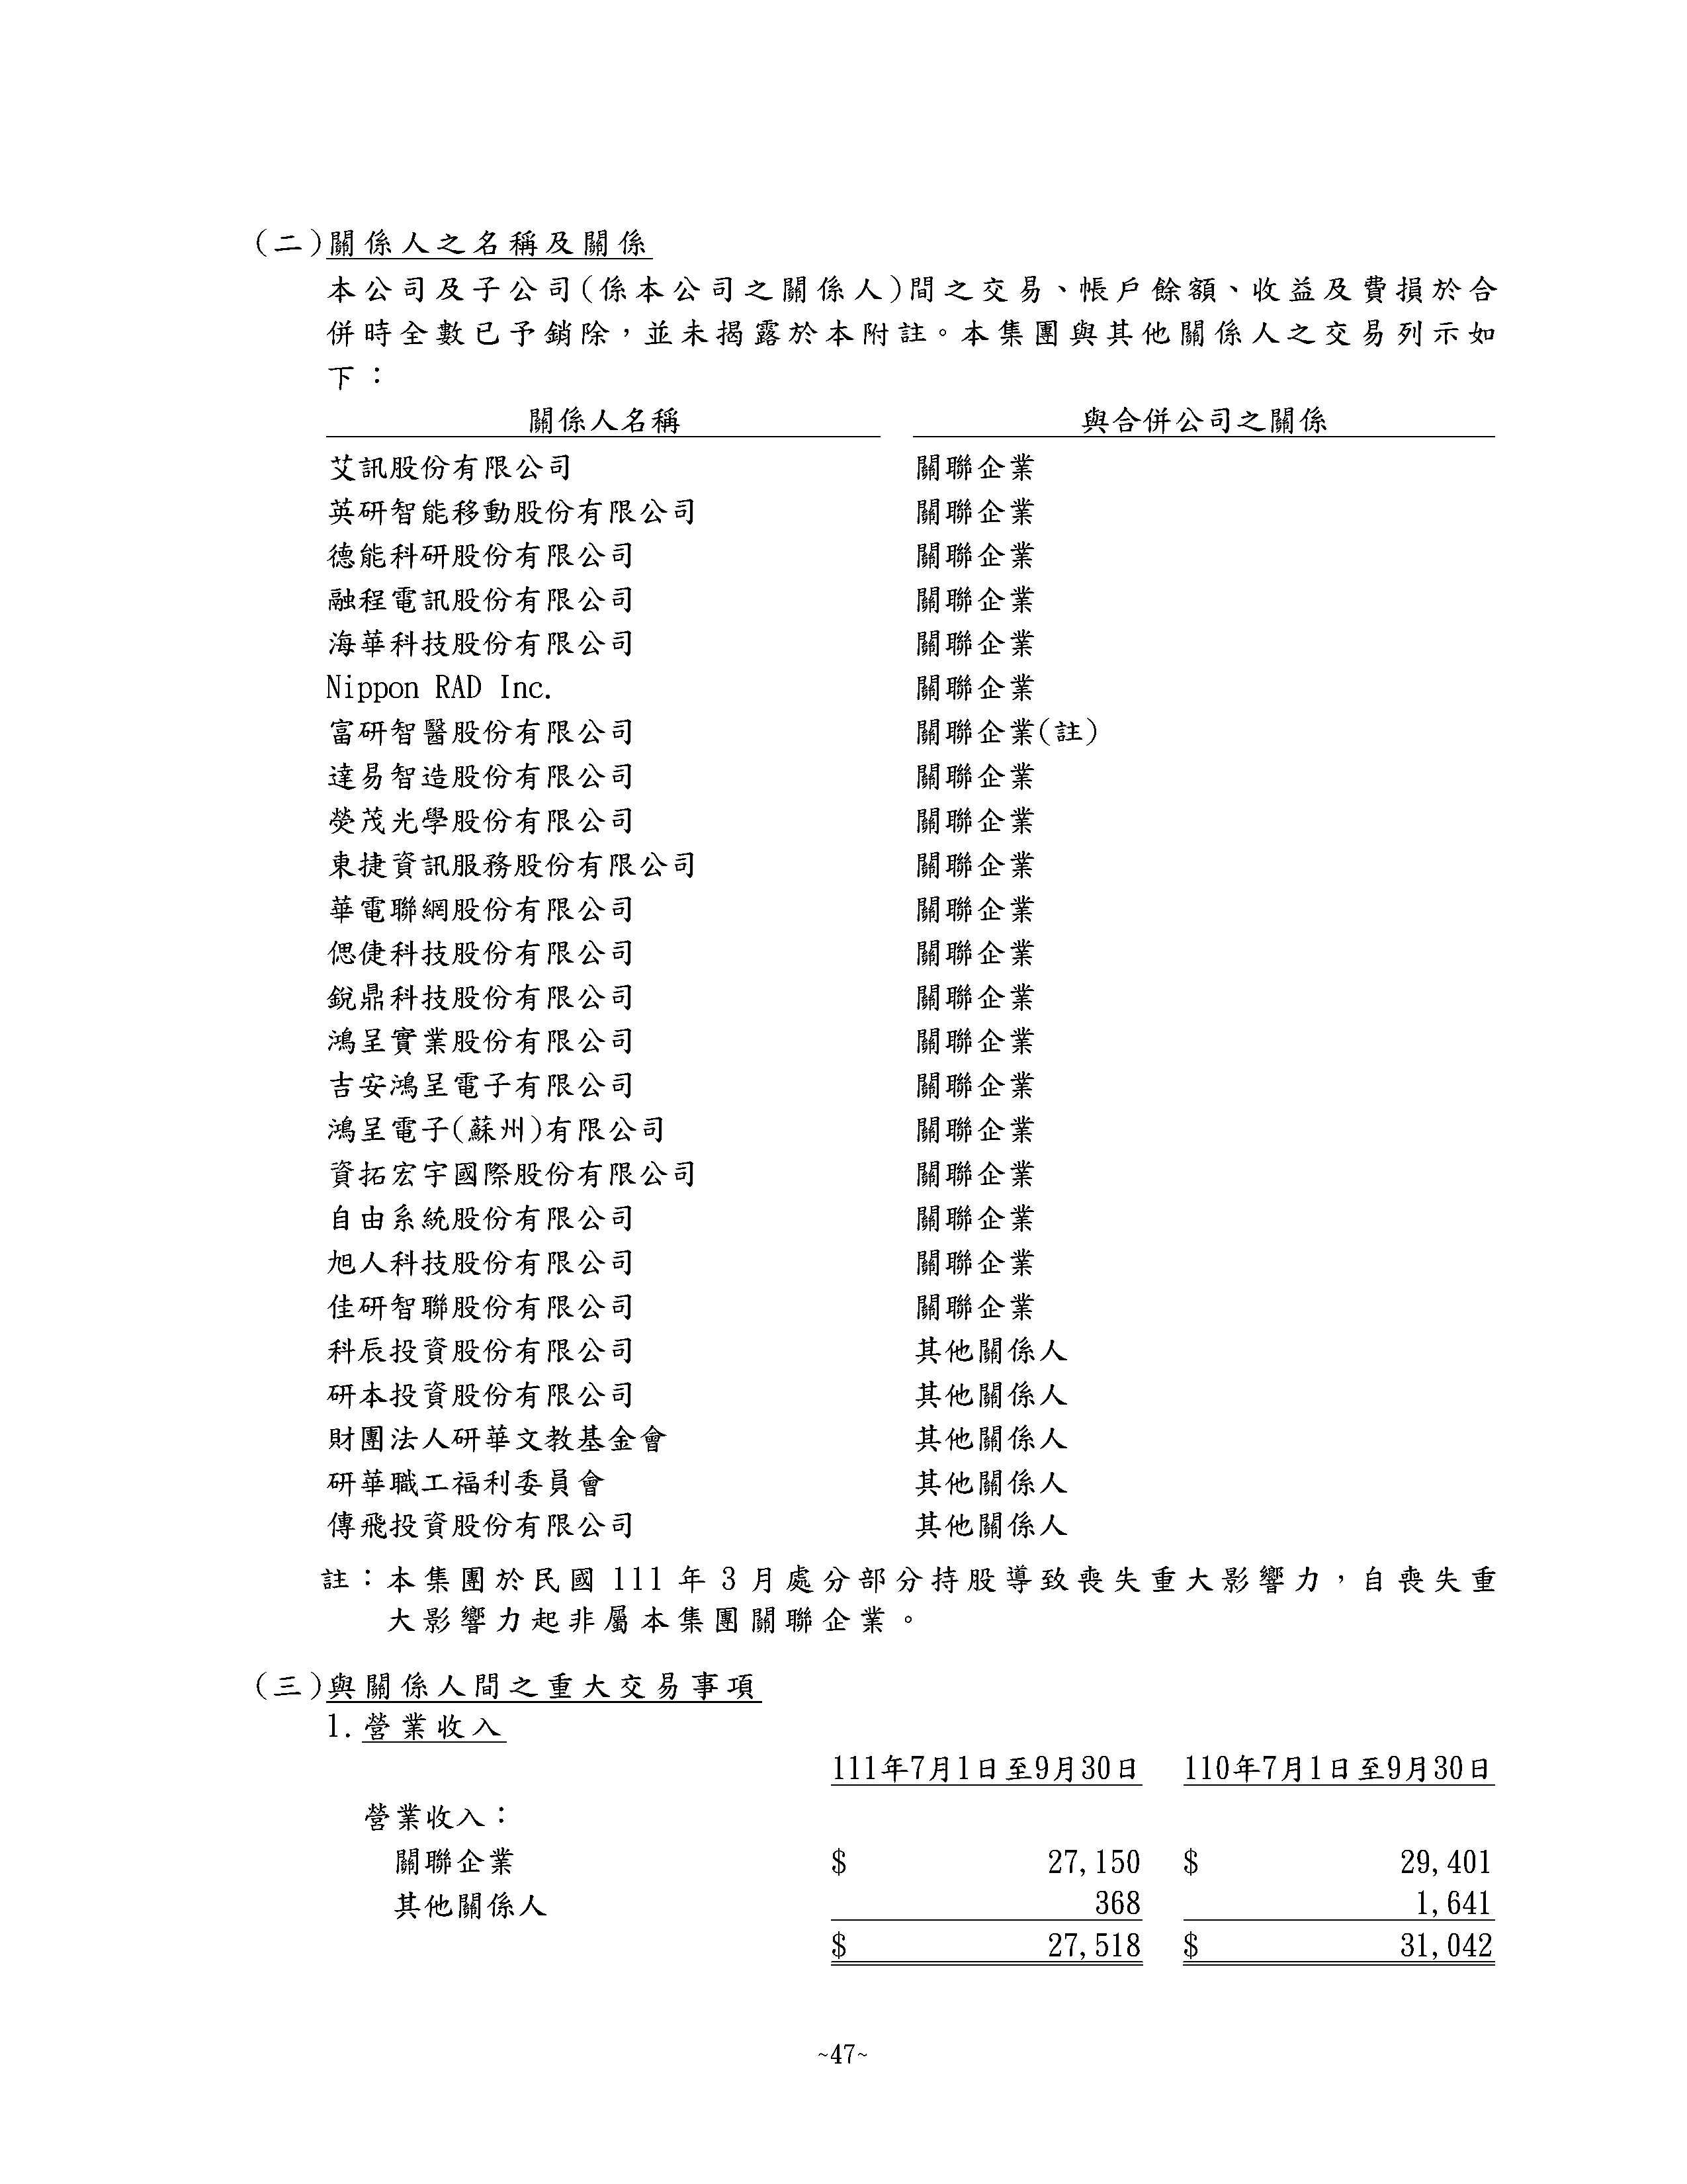 (二)關係人之名稱及關係
本公司及子公司(係本公司之關係人)間之交易、帳戶餘額、收益及費損於合
併時全數已予銷除，並未揭露於本附註。本集團與其他關係人之交易列示如
下：
關係人名稱 與合併公司之關係
艾訊股份有限公司 關聯企業
英研智能移動股份有限公司 關聯企業
德能科研股份有限公司 關聯企業
融程電訊股份有限公司 關聯企業
海華科技股份有限公司 關聯企業
Nippon RAD Inc. 關聯企業
富研智醫股份有限公司 關聯企業(註)
達易智造股份有限公司 關聯企業
熒茂光學股份有限公司 關聯企業
東捷資訊服務股份有限公司 關聯企業
華電聯網股份有限公司 關聯企業
偲倢科技股份有限公司 關聯企業
銳鼎科技股份有限公司 關聯企業
鴻呈實業股份有限公司 關聯企業
吉安鴻呈電子有限公司 關聯企業
鴻呈電子(蘇州)有限公司 關聯企業
資拓宏宇國際股份有限公司 關聯企業
自由系統股份有限公司 關聯企業
旭人科技股份有限公司 關聯企業
佳研智聯股份有限公司 關聯企業
科辰投資股份有限公司 其他關係人
研本投資股份有限公司 其他關係人
財團法人研華文教基金會 其他關係人
研華職工福利委員會 其他關係人
傳飛投資股份有限公司 其他關係人
註：本集團於民國 111 年 3 月處分部分持股導致喪失重大影響力，自喪失重
大影響力起非屬本集團關聯企業。
(三)與關係人間之重大交易事項
1.營業收入
111年7月1日至9月30日 110年7月1日至9月30日
營業收入：
關聯企業 $ 27,150 $ 29,401
其他關係人 368 1,641
$ 27,518 $ 31,042
~47~